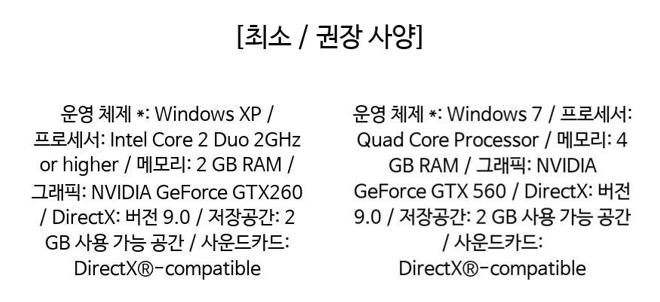 [최소 / 권장 사양]
운영 체제 *: Windows XP /
프로세서: Intel Core 2 Duo 2GHz
or higher / 메모리: 2 GB RAM /
그래픽: NVIDIA GeForce GTX260
/ DirectX: 버전 9.0 / 저장공간: 2
GB 사용 가능 공간 / 사운드카드:
DirectX®-compatible
운영 체제 *: Windows 7 / 프로세서:
Quad Core Processor / 메모리: 4
GB RAM / 그래픽: NVIDIA
GeForce GTX 560 / DirectX: 버전
9.0 / 저장공간: 2 GB 사용 가능 공간
/ 사운드카드:
DirectX®-compatible